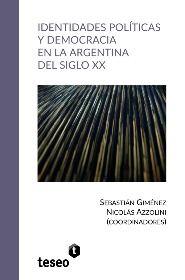 IDENTIDADES POLÍTICAS
Y DEMOCRACIA
EN LA ARGENTINA
DEL SIGLO XX
SEBASTIÁN GIMÉNEZ
NICOLÁS AZZOLINI
(COORDINADORES)
teseo t